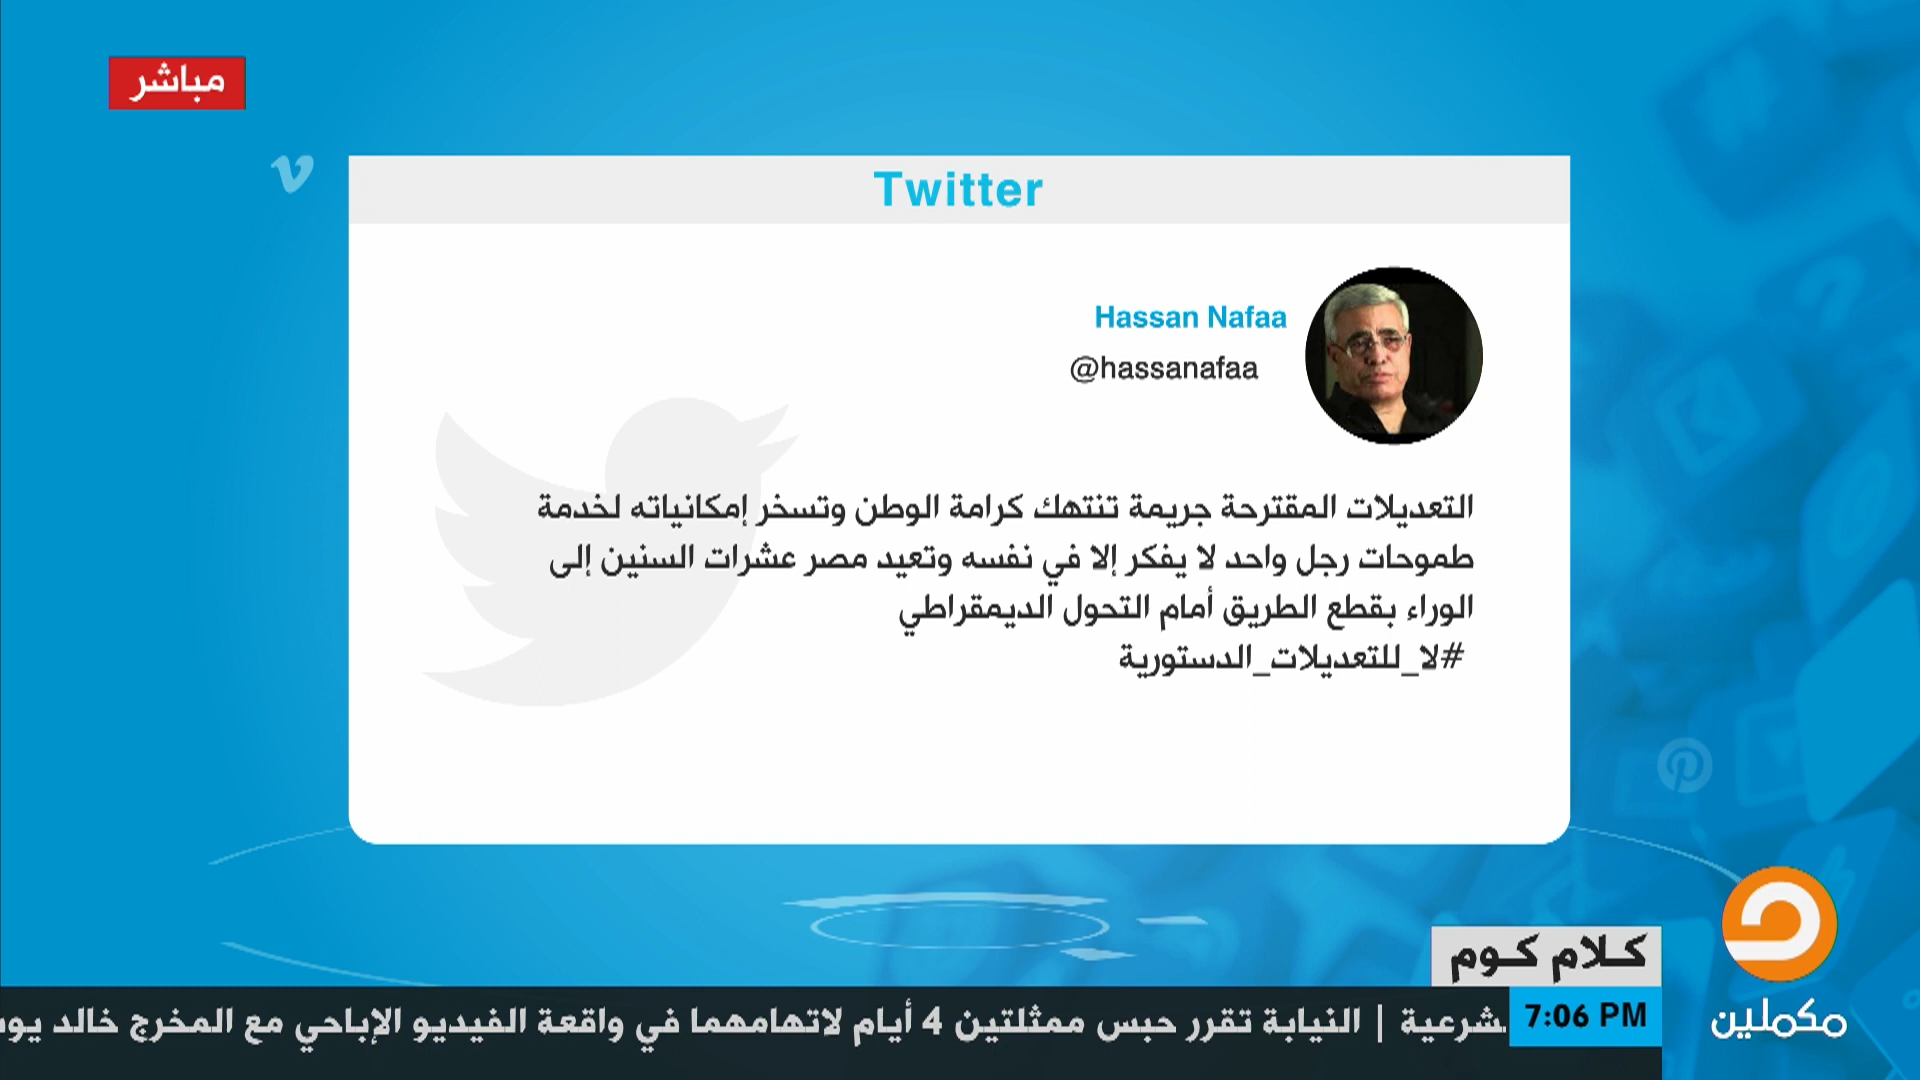 مباشر
Twitter
Hassan Nafaa
@hassanafaa
التعديلات المقترحة جريمة تنتهك كرامة الوطن وتسخر إمكانياته لخدمة
طموحات رجل واحد لا يفكر إلا في نفسه وتعيد مصر عشرات السنين إلى
الوراء بقطع الطريق أمام التحول الديمقراطي
#لا_للتعديلات_الدستورية
كلام كوم
7:06 PM
النيابة تقرر حبس ممثلتين 4 أيام لاتهامهما في واقعة الفيديو الإباحي مع المخرج خالد
مكملين